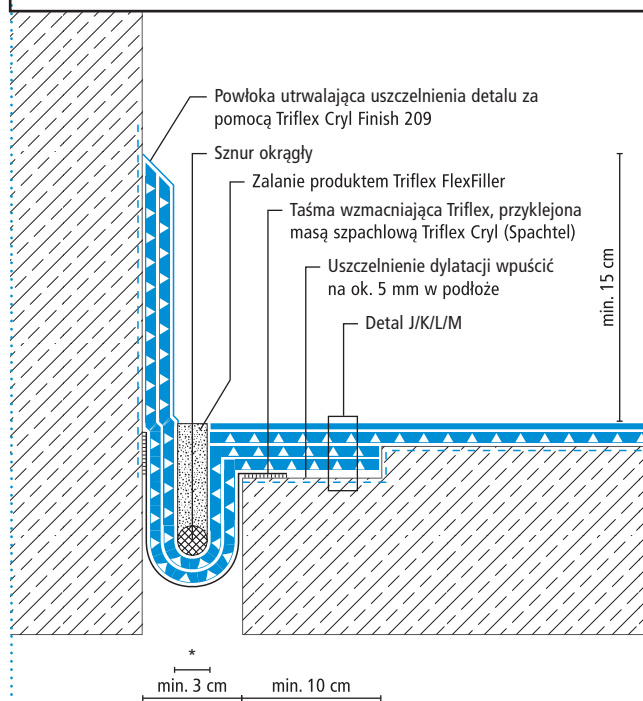 Powłoka utrwalająca uszczelnienia detalu za
pomocą Triflex Cryl Finish 209
Sznur okrągły
Zalanie produktem Triflex FlexFiller
Taśma wzmacniająca Triflex, przyklejona
masą szpachlową Triflex Cryl (Spachtel)
Uszczelnienie dylatacji wpuścić
na ok. 5 mm w podłoże
Detal J/K/L/M
min. 15 cm
*
min. 3 cm
min. 10 cm